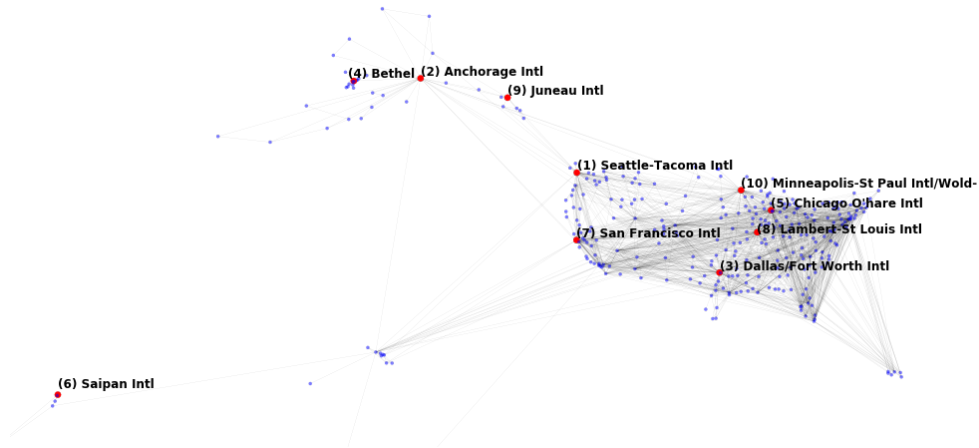 (4) Bethel
(2) Anchorage Intl
(9) Juneau Intl
(1) Seattle-Tacoma Intl
(10) Minneapolis-St Paul Intl/Wold-
(5) Chicago O'hare Intl
(8) Lambert-St Louis Intl
(7) San Francisco Intl
(3) Dallas/Fort Worth Intl
(6) Saipan Intl